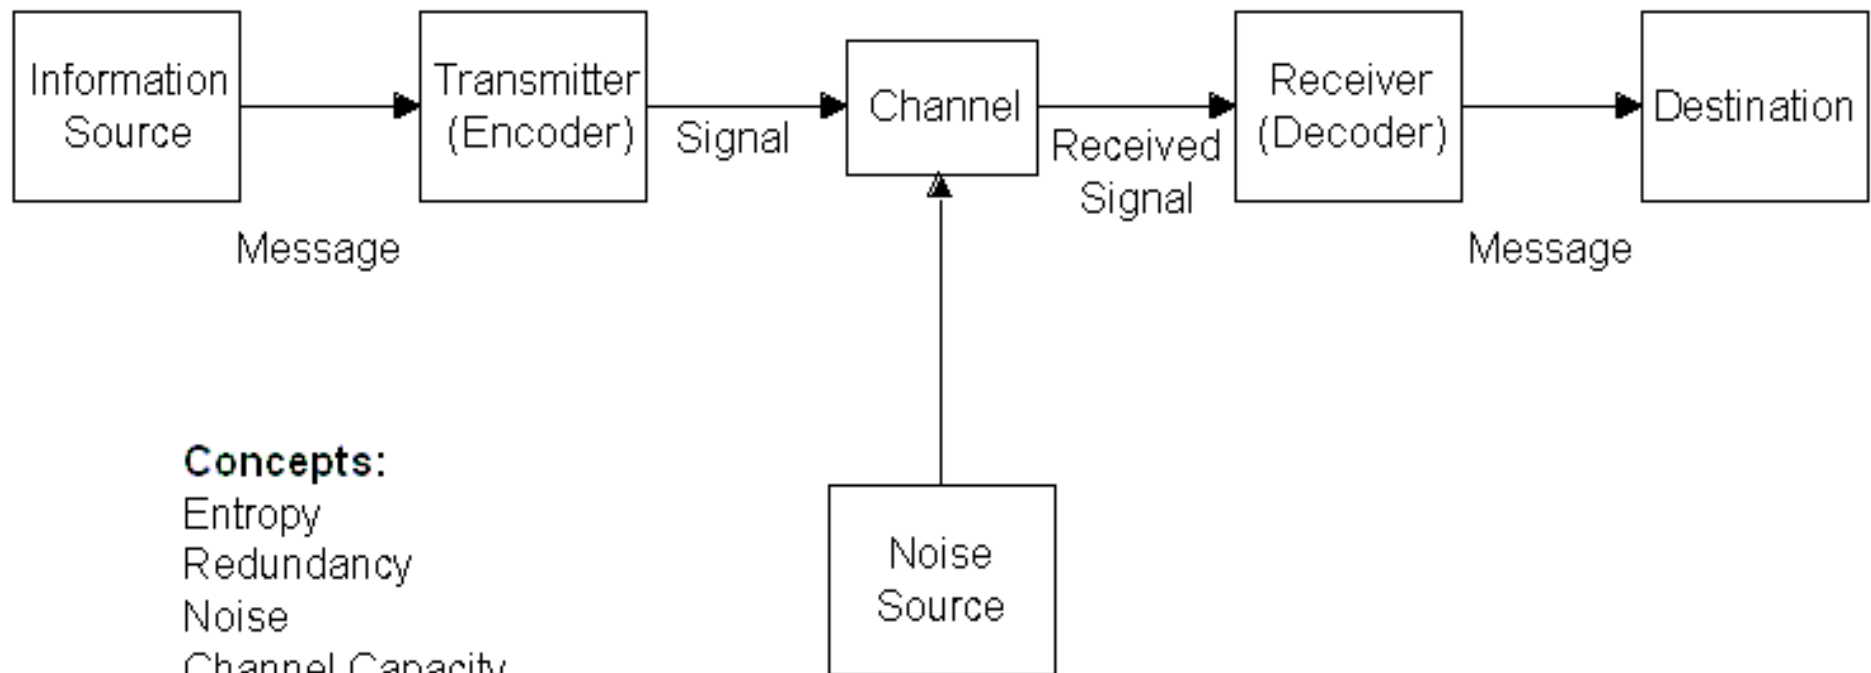 Information
Source
Transmitter
(Encoder)
Channel
Receiver
(Decoder)
Destination
Signal
Received
Signal
Message
Message
Noise
Source
Concepts:
Entropy
Redundancy
Noise
Channel Capacity